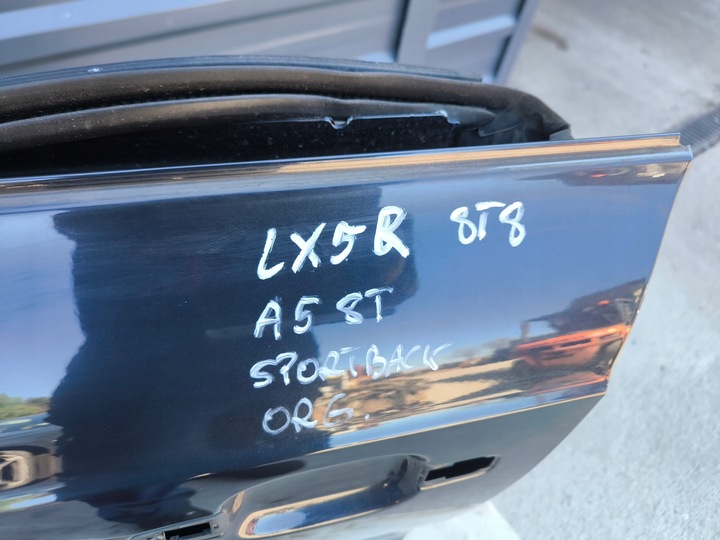 LX5R 8T8
A5 8T
SPORTBACK
ORG.